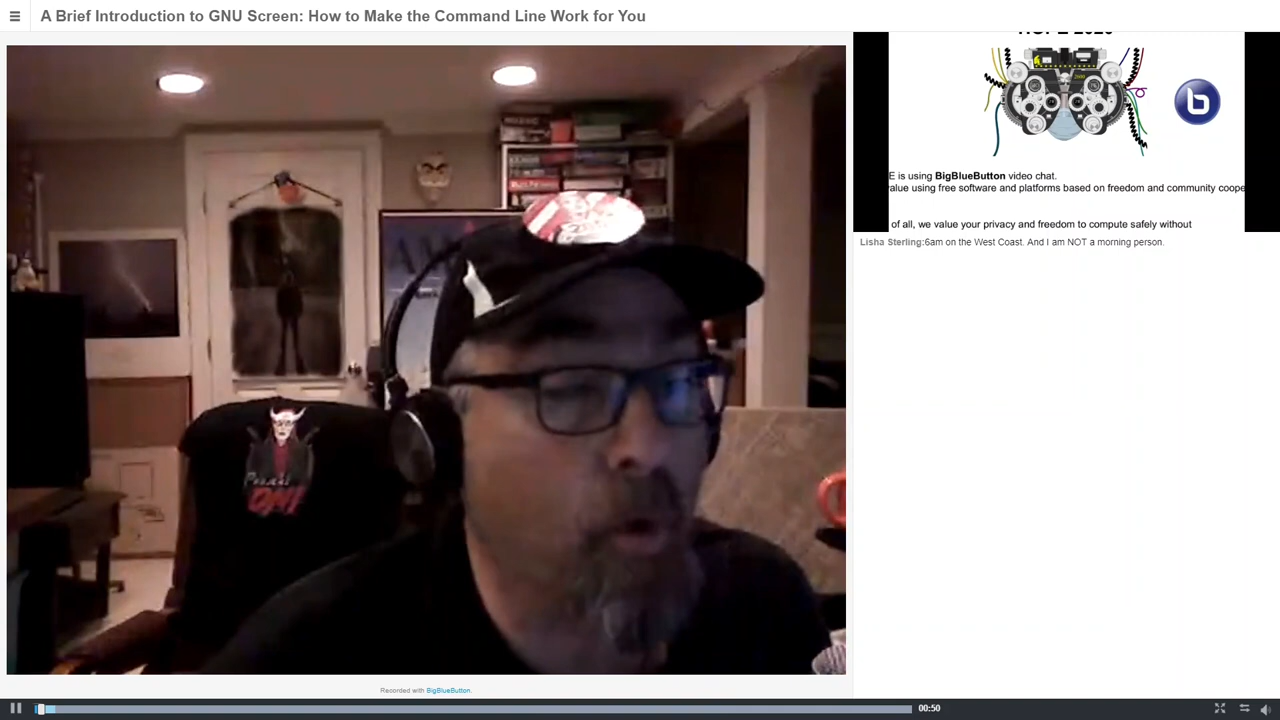 A Brief Introduction to GNU Screen: How to Make the Command Line Work for You
E is using BigBlueButton video chat.
alue using free software and platforms based on freedom and community coope
of all, we value your privacy and freedom to compute safely without
Lisha Sterling:6am on the West Coast. And I am NOT a morning person.
Recorded with BigBlueButton.
00:50